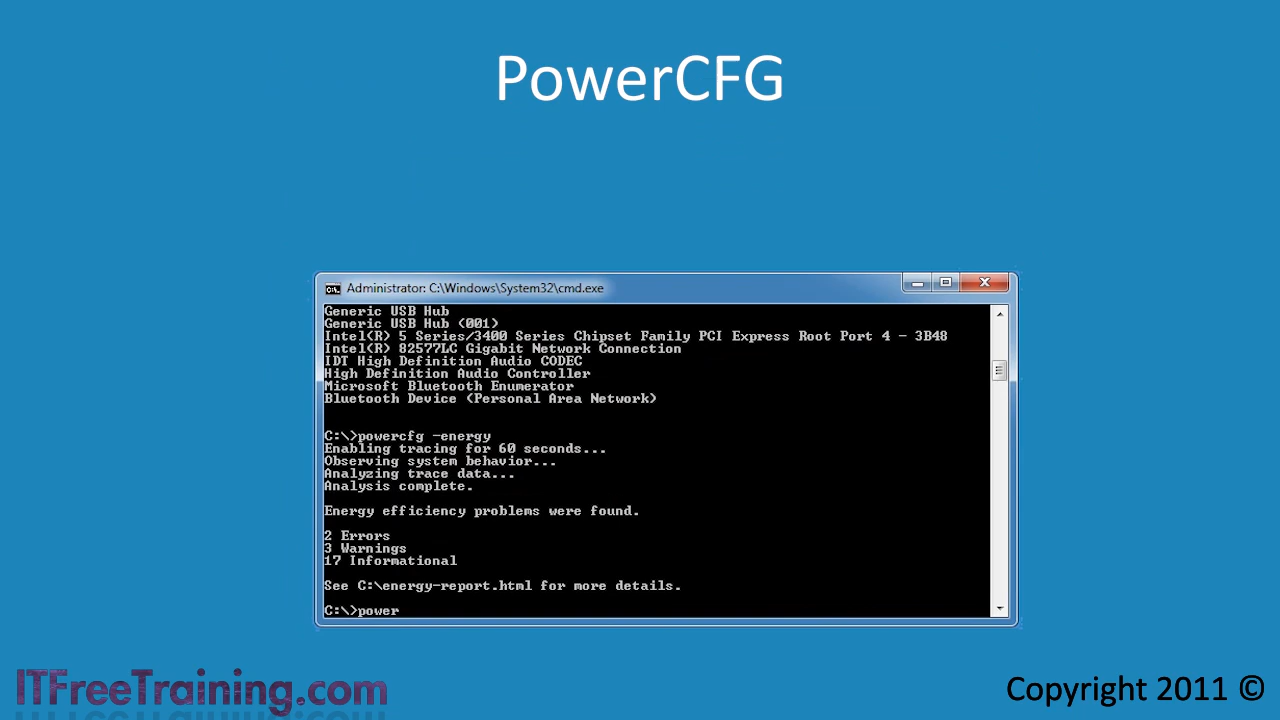 PowerCFG
Administrator: C:\Windows\System32\cmd.exe
Generic USB Hub
Generic USB Hub (001)
Intel(R) 5 Series/3400 Series Chipset Family PCI Express Root Port 4 - 3B48
Intel(R) 82577LC Gigabit Network Connection
IDT High Definition Audio CODEC
High Definition Audio Controller
Microsoft Bluetooth Enumerator
Bluetooth Device (Personal Area Network)
C:\>powercfg -energy
Enabling tracing for 60 seconds...
Observing system behavior...
Analyzing trace data...
Analysis complete.
Energy efficiency problems were found.
2 Errors
3 Warnings
17 Informational
See C:\energy-report.html for more details.
C:\>power
ITFreeTraining.com
Copyright 2011 ©